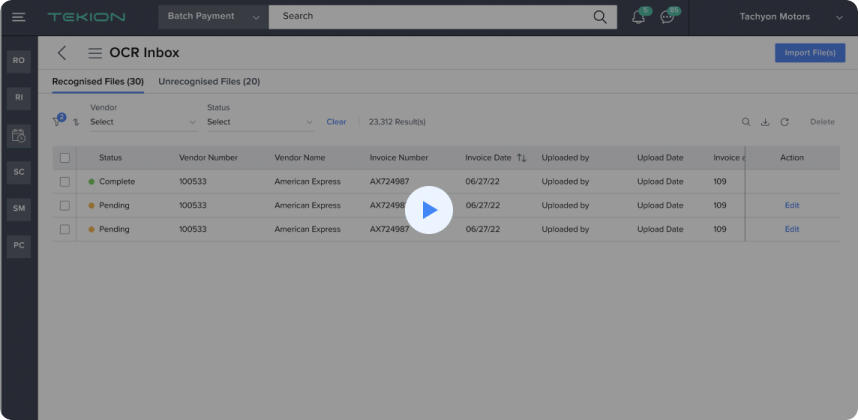 TEKION Batch Payment Search 5 65 Tachyon Motors
OCR Inbox Import File(s)
RO
Recognised Files (30) Unrecognised Files (20)
RI
Vendor Status
2 Select Select Clear 23,312 Result(s) Delete
Status Vendor Number Vendor Name Invoice Number Invoice Date Uploaded by Upload Date Invoice Action
SC
Complete 100533 American Express AX724987 06/27/22 Uploaded by Upload Date 109
SM
Pending 100533 American Express AX724987 06/27/22 Uploaded by Upload Date 109 Edit
Pending 100533 American Express AX724987 06/27/22 Uploaded by Upload Date 109 Edit
PC